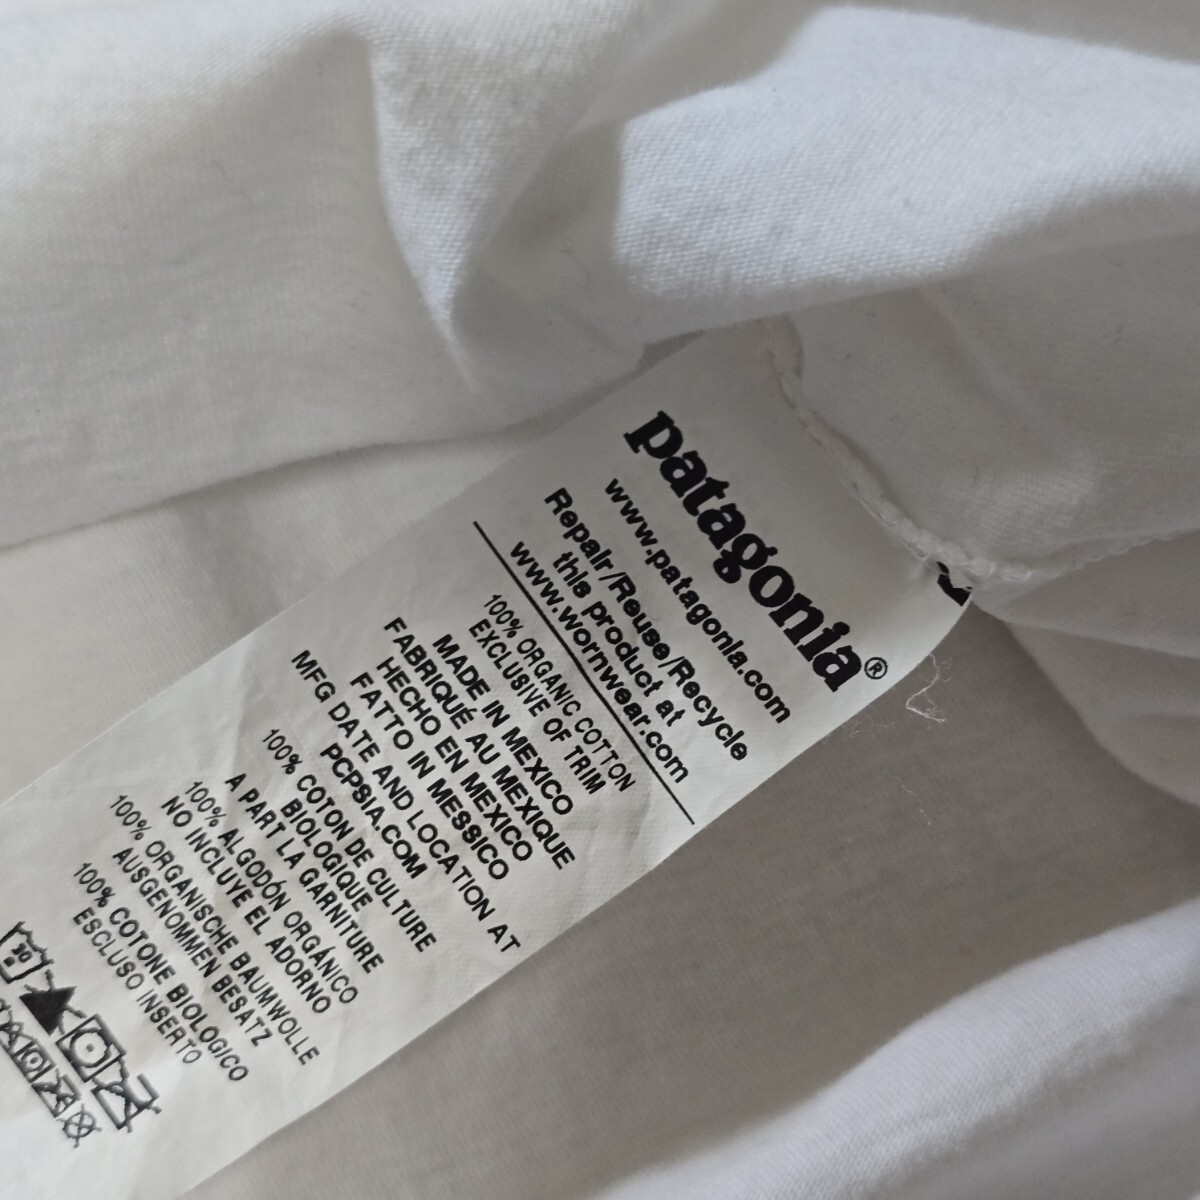 patagonia®
www.patagonia.com
Repair/Reuse/Recycle
this product at
www.wornwear.com
100% ORGANIC COTTON
EXCLUSIVE OF TRIM
MADE IN MEXICO
FABRIQUÉ AU MEXIQUE
HECHO EN MEXICO
FATTO IN MESSICO
MFG DATE AND LOCATION AT
PCPSIA.COM
100% COTON DE CULTURE
BIOLOGIQUE
A PART LA GARNITURE
100% ALGODÓN ORGÁNICO
NO INCLUYE EL ADORNO
100% ORGANISCHE BAUMWOLLE
AUSGENOMMEN BESATZ
100% COTONE BIOLOGICO
ESCLUSO INSERTO
30